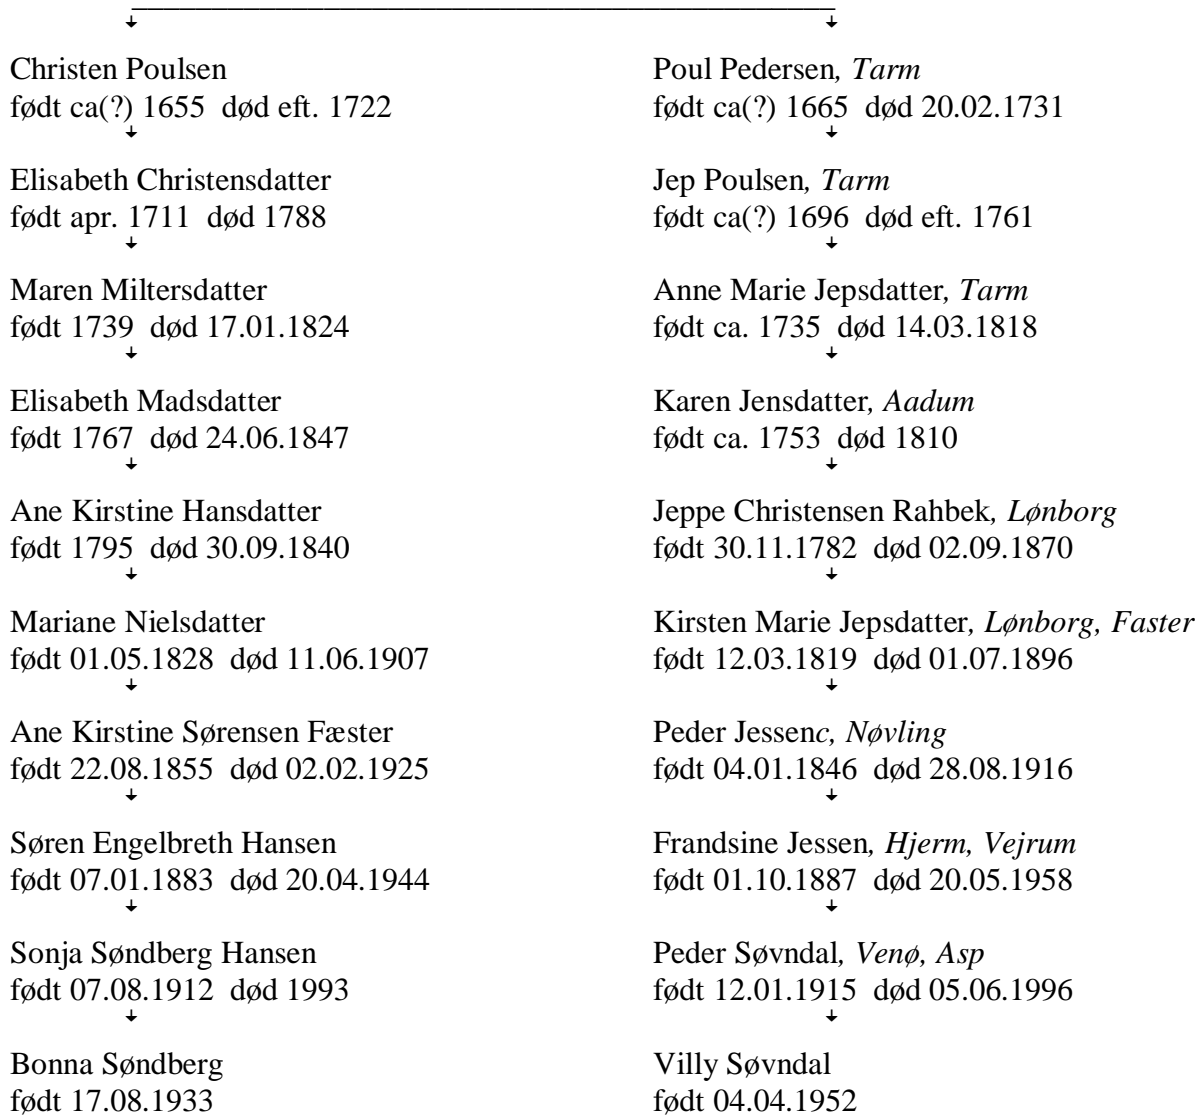 Christen Poulsen
født ca(?) 1655 død eft. 1722
Elisabeth Christensdatter
født apr. 1711 død 1788
Maren Miltersdatter
født 1739 død 17.01.1824
Elisabeth Madsdatter
født 1767 død 24.06.1847
Ane Kirstine Hansdatter
født 1795 død 30.09.1840
Mariane Nielsdatter
født 01.05.1828 død 11.06.1907
Ane Kirstine Sørensen Fæster
født 22.08.1855 død 02.02.1925
Søren Engelbreth Hansen
født 07.01.1883 død 20.04.1944
Sonja Søndberg Hansen
født 07.08.1912 død 1993
Bonna Søndberg
født 17.08.1933
Poul Pedersen, Tarm
født ca(?) 1665 død 20.02.1731
Jep Poulsen, Tarm
født ca(?) 1696 død eft. 1761
Anne Marie Jepsdatter, Tarm
født ca. 1735 død 14.03.1818
Karen Jensdatter, Aadum
født ca. 1753 død 1810
Jeppe Christensen Rahbek, Lønborg
født 30.11.1782 død 02.09.1870
Kirsten Marie Jepsdatter, Lønborg, Faster
født 12.03.1819 død 01.07.1896
Peder Jessenc, Nøvling
født 04.01.1846 død 28.08.1916
Frandsine Jessen, Hjerm, Vejrum
født 01.10.1887 død 20.05.1958
Peder Søvndal, Venø, Asp
født 12.01.1915 død 05.06.1996
Villy Søvndal
født 04.04.1952